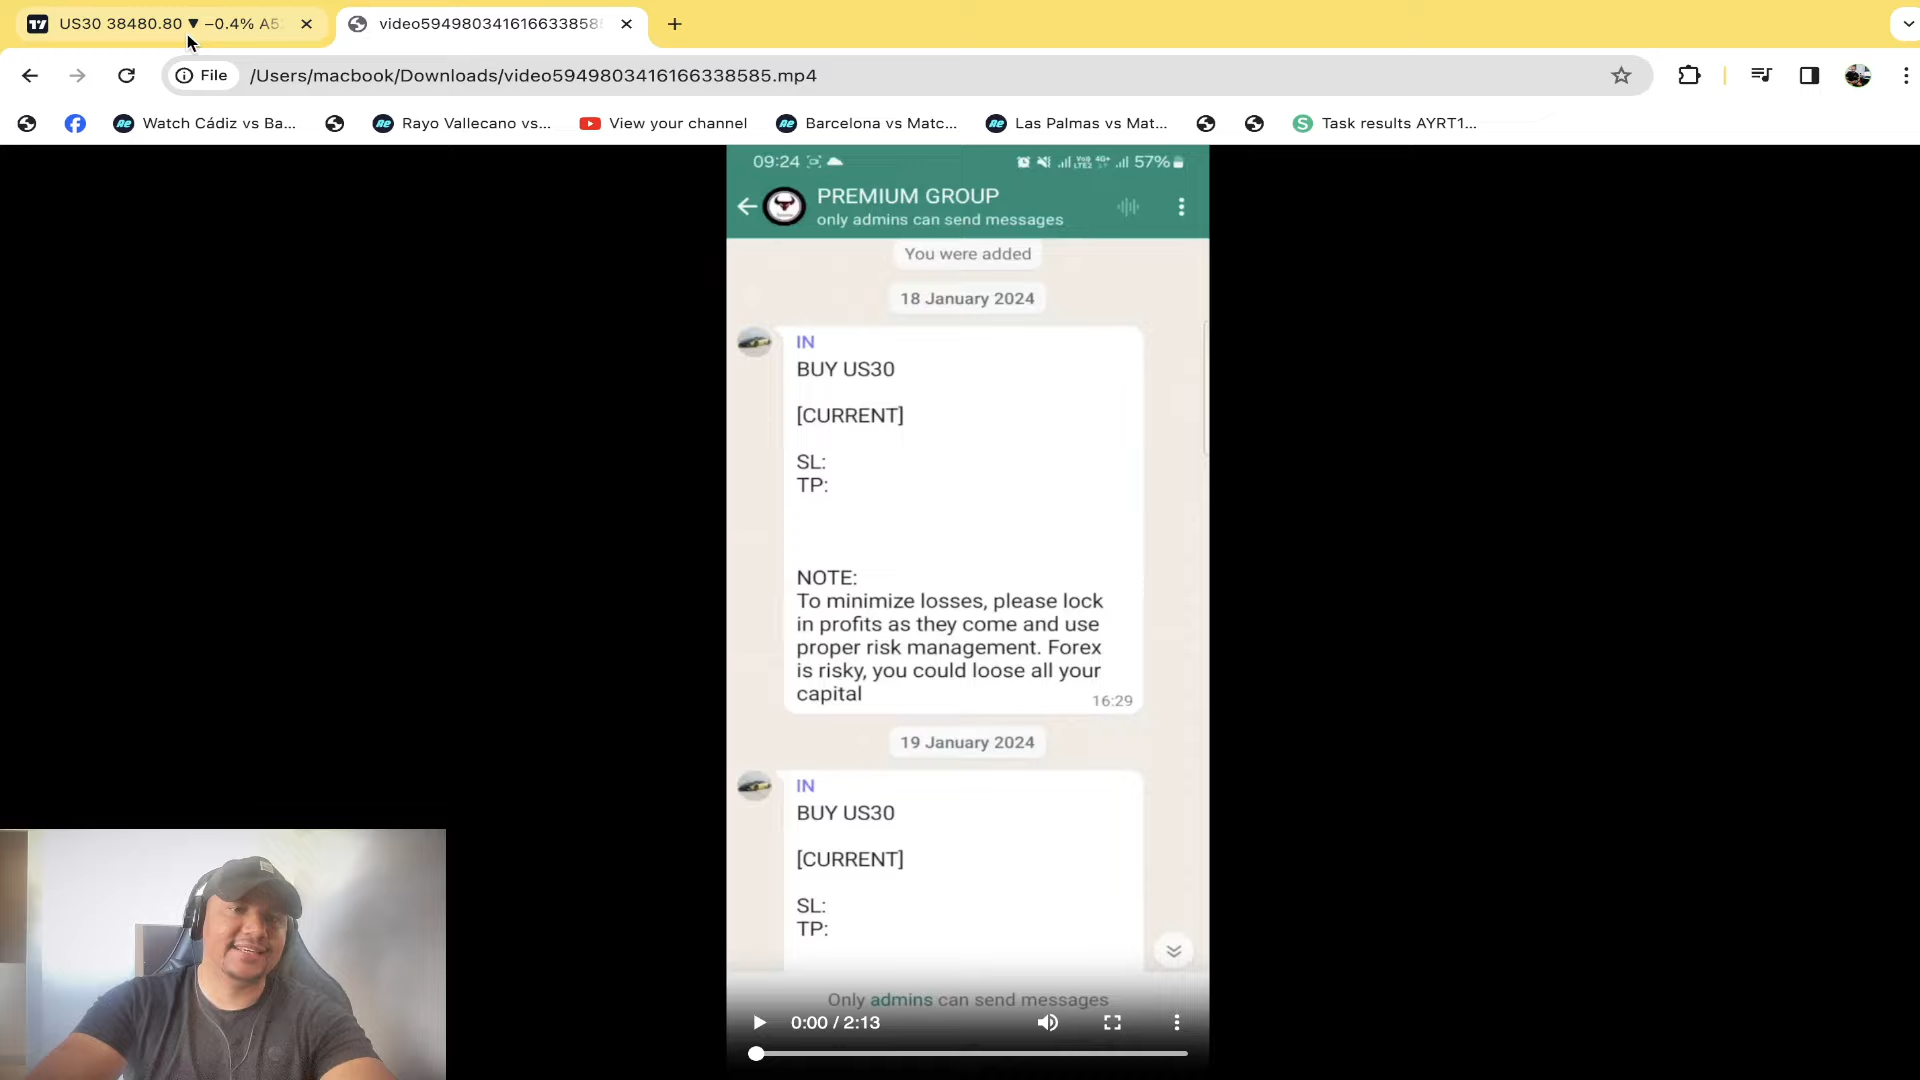 US30 38480.80 ▼ −0.4% A5
video5949803416166338585
File
/Users/macbook/Downloads/video5949803416166338585.mp4
Watch Cádiz vs Ba...
Rayo Vallecano vs...
View your channel
Barcelona vs Matc...
Las Palmas vs Mat...
Task results AYRT1...
09:24
57%
PREMIUM GROUP
only admins can send messages
You were added
18 January 2024
IN
BUY US30
[CURRENT]
SL:
TP:
NOTE:
To minimize losses, please lock
in profits as they come and use
proper risk management. Forex
is risky, you could loose all your
capital
16:29
19 January 2024
IN
BUY US30
[CURRENT]
SL:
TP:
Only admins can send messages
0:00 / 2:13